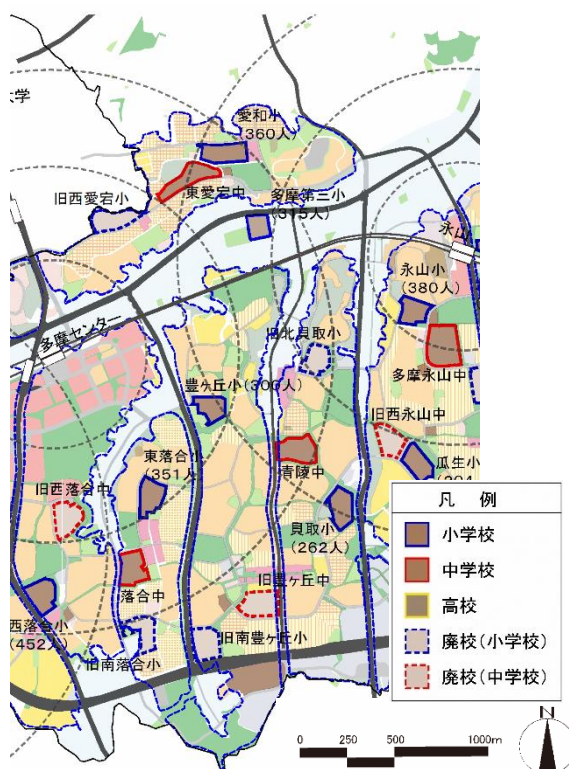 学
愛和小
(360人)
東愛宕中
旧西愛宕小
多摩第三小
(315人)
永山
永山小
(380人)
多摩センター
旧北貝取小
多摩永山中
豊ヶ丘小(306人)
旧西永山中
東落合小
(351人)
青陵中
瓜生小
旧西落合中
貝取小
(262人)
落合中
旧豊ヶ丘中
西落合小
(452人)
旧南落合小
旧南豊ヶ丘小
凡 例
小学校
中学校
高校
廃校(小学校)
廃校(中学校)
0 250 500 1000m
N